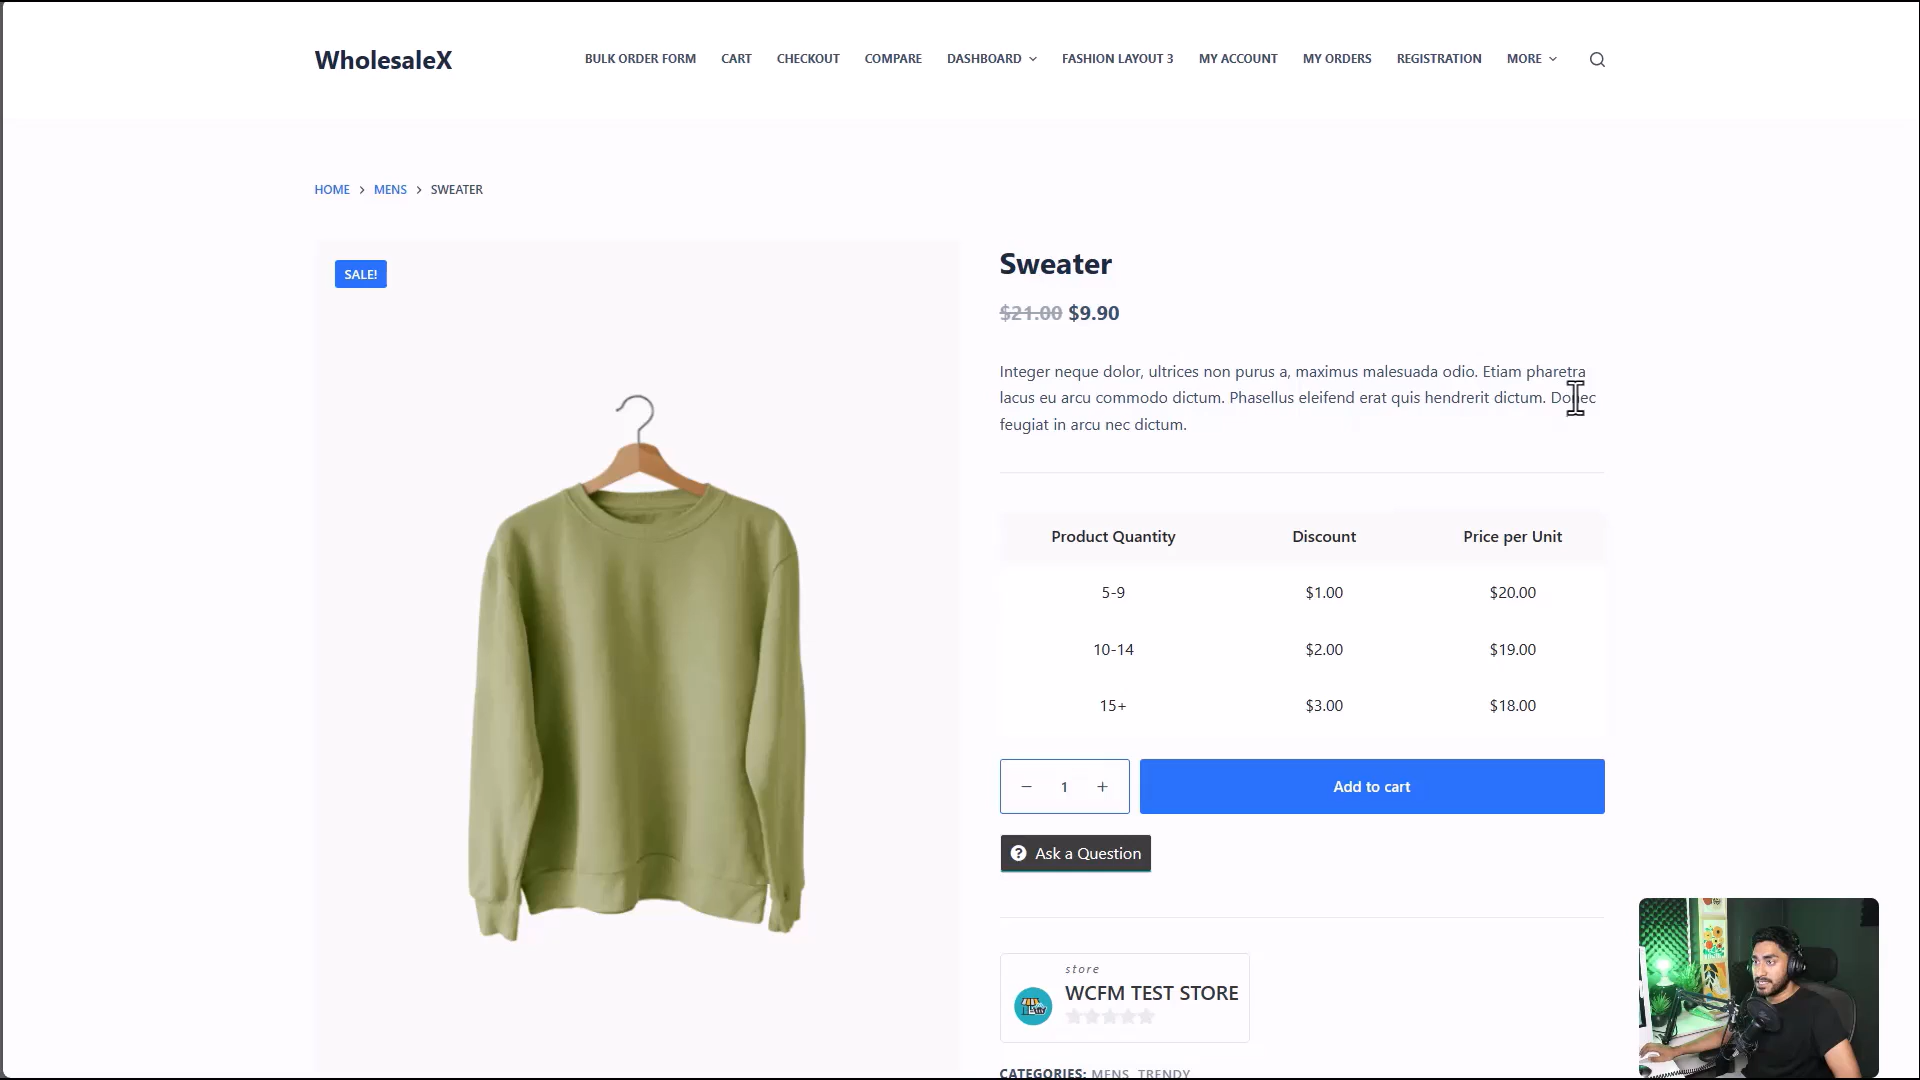 WholesaleX
BULK ORDER FORM CART CHECKOUT COMPARE DASHBOARD FASHION LAYOUT 3 MY ACCOUNT MY ORDERS REGISTRATION MORE
HOME > MENS > SWEATER
SALE!
Sweater
$21.00 $9.90
Integer neque dolor, ultrices non purus a, maximus malesuada odio. Etiam pharetra
lacus eu arcu commodo dictum. Phasellus eleifend erat quis hendrerit dictum. Donec
feugiat in arcu nec dictum.
Product Quantity Discount Price per Unit
5-9 $1.00 $20.00
10-14 $2.00 $19.00
15+ $3.00 $18.00
− 1 + Add to cart
? Ask a Question
store
WCFM TEST STORE
CATEGORIES: MENS, TRENDY